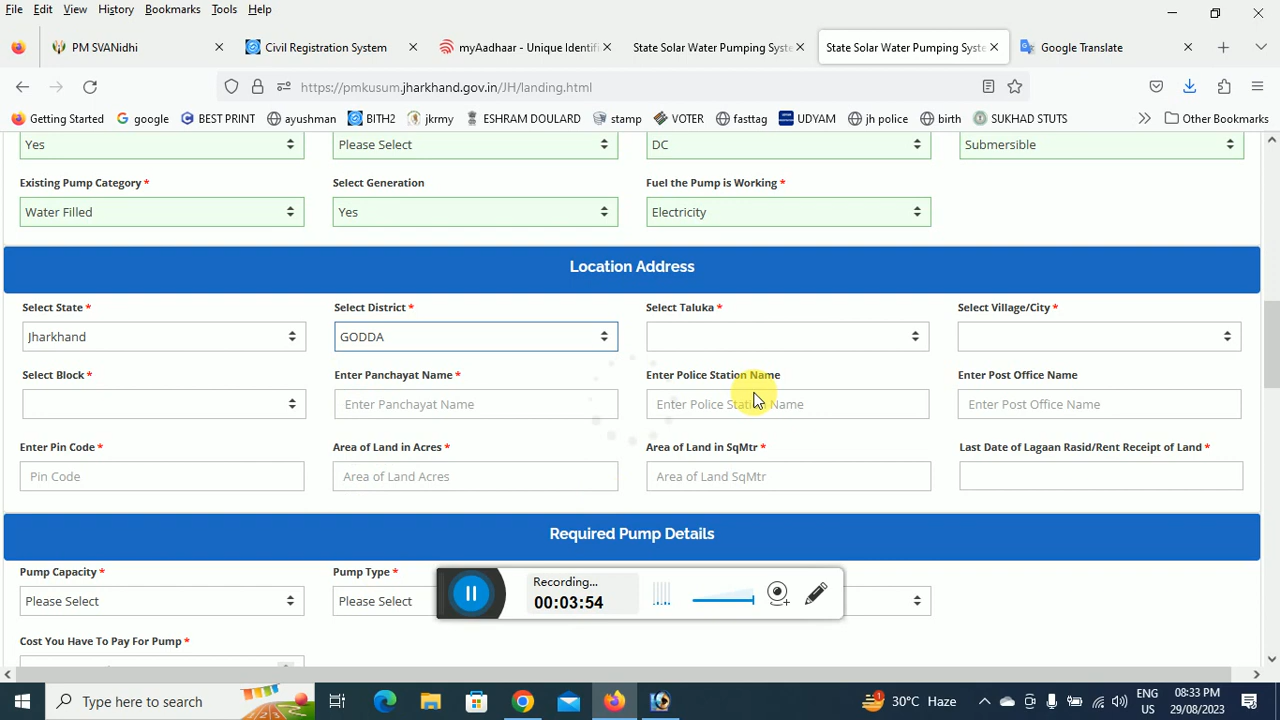 File Edit View History Bookmarks Tools Help
PM SVANidhi
Civil Registration System
myAadhaar - Unique Identifi
State Solar Water Pumping Syste
State Solar Water Pumping Syste
Google Translate
https://pmkusum.jharkhand.gov.in/JH/landing.html
Getting Started google BEST PRINT ayushman BITH2 jkrmy ESHRAM DOULARD stamp VOTER fasttag UDYAM jh police birth SUKHAD STUTS Other Bookmarks
Yes Please Select DC Submersible
Existing Pump Category * Select Generation Fuel the Pump is Working *
Water Filled Yes Electricity
Location Address
Select State * Select District * Select Taluka * Select Village/City *
Jharkhand GODDA
Select Block * Enter Panchayat Name * Enter Police Station Name Enter Post Office Name
Enter Panchayat Name Enter Police Station Name Enter Post Office Name
Enter Pin Code * Area of Land in Acres * Area of Land in SqMtr * Last Date of Lagaan Rasid/Rent Receipt of Land *
Pin Code Area of Land Acres Area of Land SqMtr
Required Pump Details
Pump Capacity * Pump Type *
Please Select Please Select
Recording...
00:03:54
Cost You Have To Pay For Pump *
Type here to search
30°C Haze
ENG
US
08:33 PM
29/08/2023